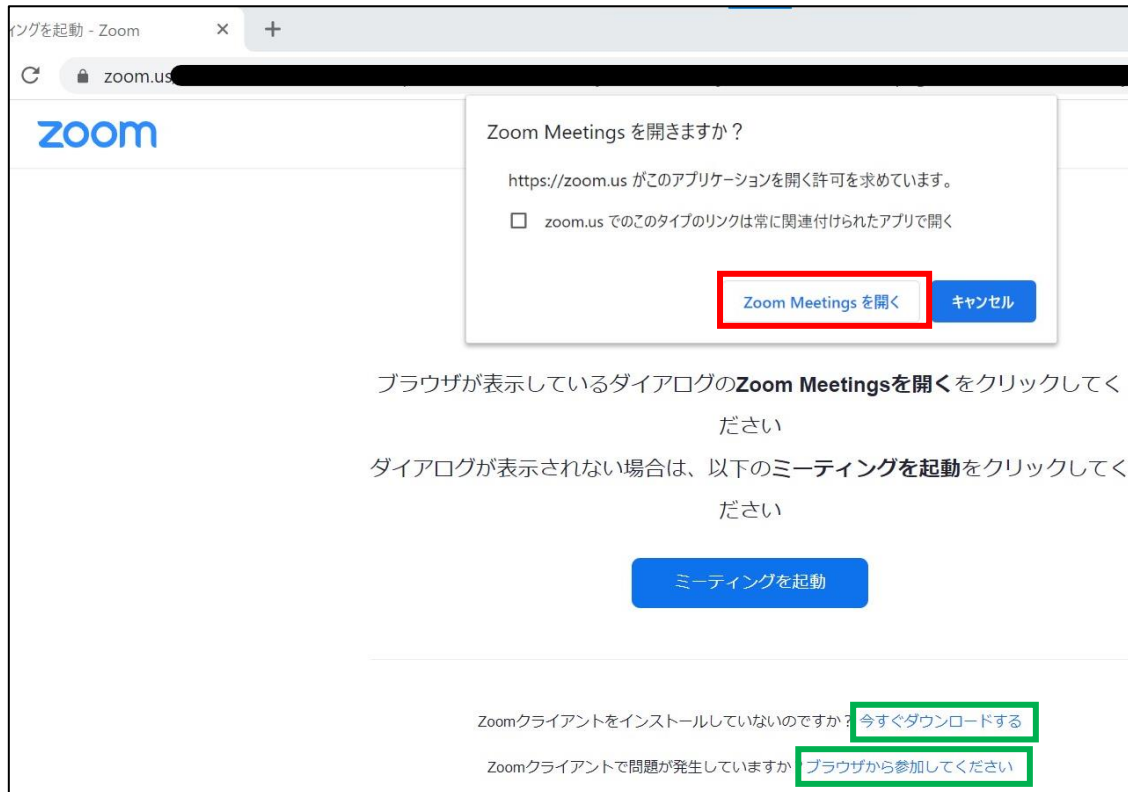 ィングを起動 - Zoom
zoom.us
zoom
Zoom Meetings を開きますか？
https://zoom.us がこのアプリケーションを開く許可を求めています。
zoom.us でのこのタイプのリンクは常に関連付けられたアプリで開く
Zoom Meetings を開く
キャンセル
ブラウザが表示しているダイアログのZoom Meetingsを開くをクリックしてく
ださい
ダイアログが表示されない場合は、以下のミーティングを起動をクリックしてく
ださい
ミーティングを起動
Zoomクライアントをインストールしていないのですか？今すぐダウンロードする
Zoomクライアントで問題が発生していますか ブラウザから参加してください